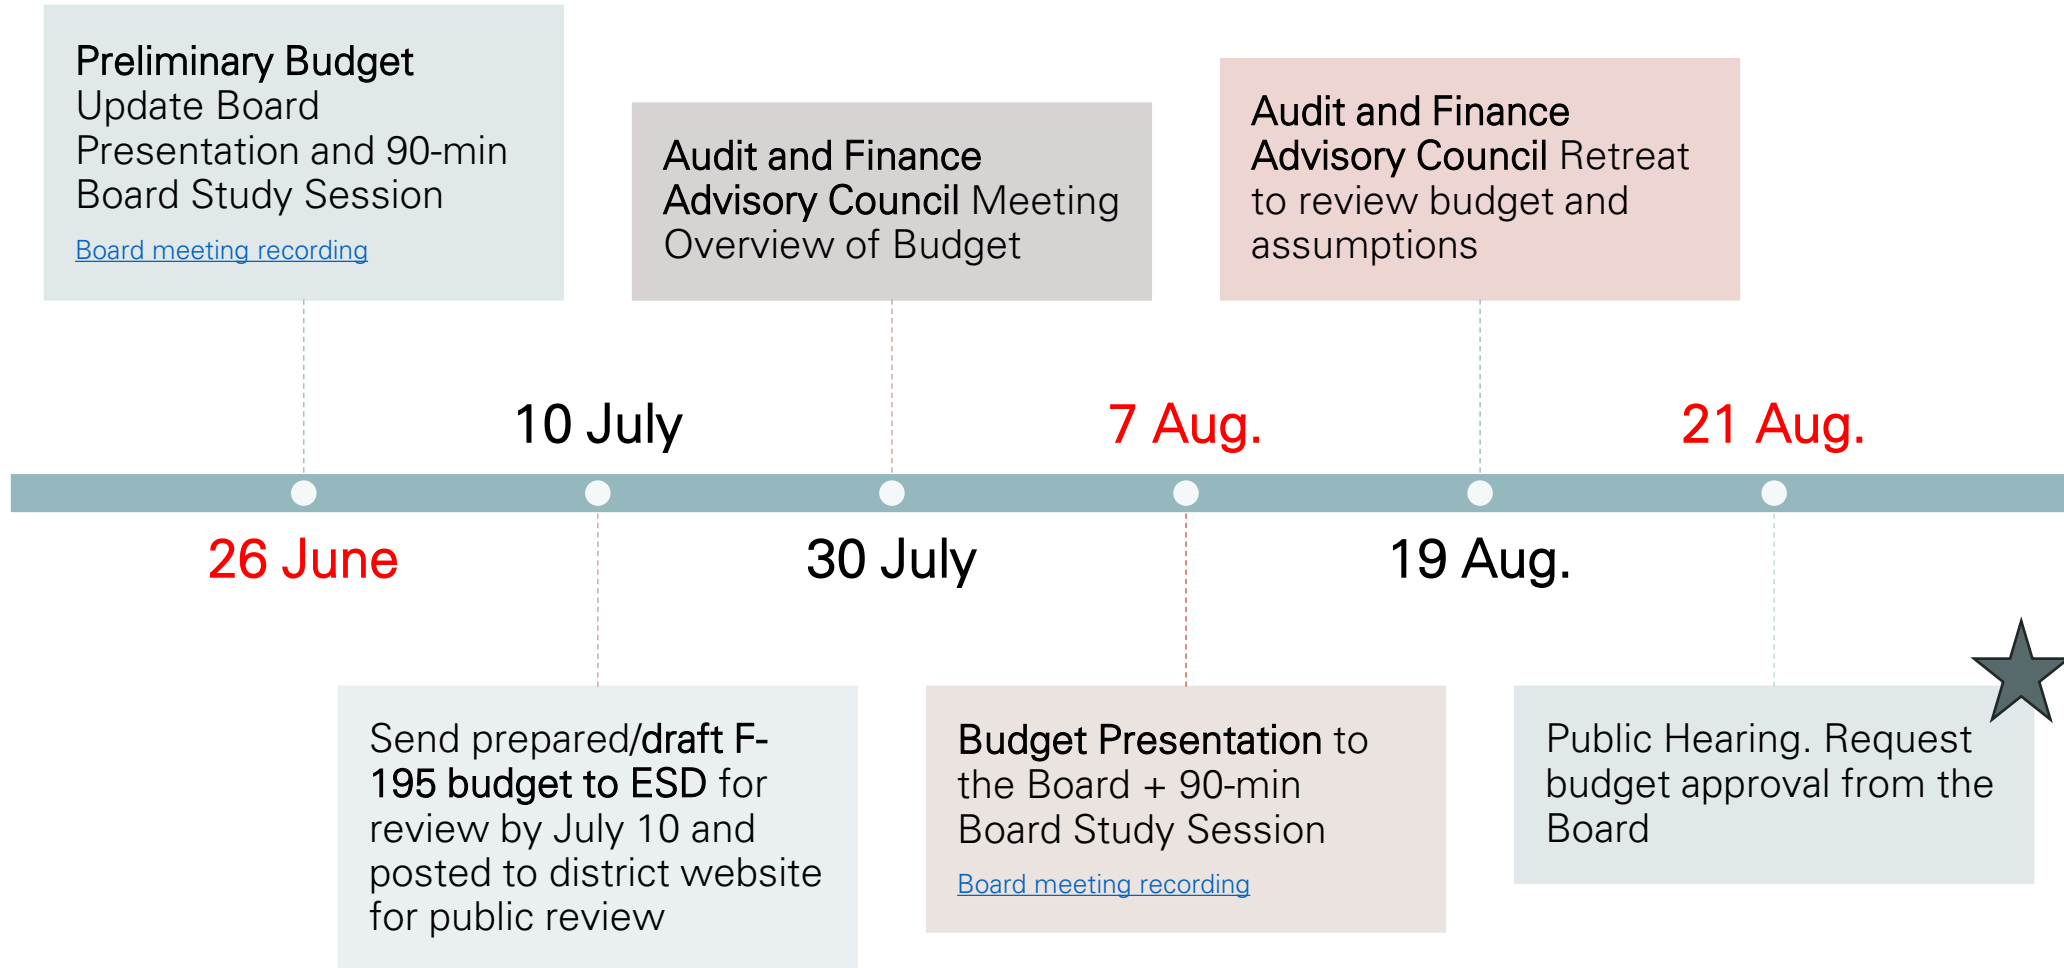 Preliminary Budget
Update Board
Presentation and 90-min
Board Study Session
Board meeting recording
26 June
10 July
Send prepared/draft F-
195 budget to ESD for
review by July 10 and
posted to district website
for public review
Audit and Finance
Advisory Council Meeting
Overview of Budget
30 July
7 Aug.
Budget Presentation to
the Board + 90-min
Board Study Session
Board meeting recording
Audit and Finance
Advisory Council Retreat
to review budget and
assumptions
19 Aug.
21 Aug.
Public Hearing. Request
budget approval from the
Board